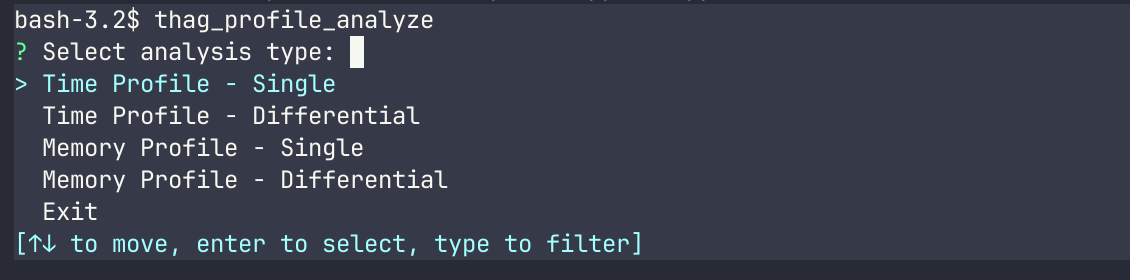 bash-3.2$ thag_profile_analyze
? Select analysis type:
> Time Profile - Single
Time Profile - Differential
Memory Profile - Single
Memory Profile - Differential
Exit
[↑↓ to move, enter to select, type to filter]